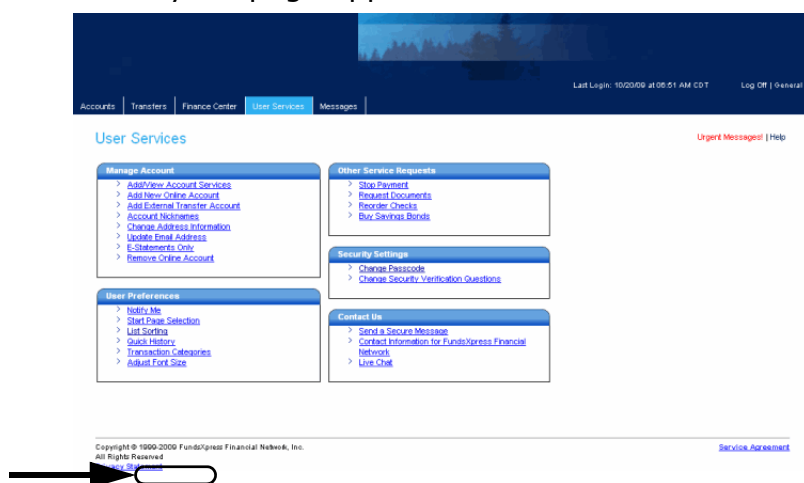 Last Login: 10/20/09 at 06:51 AM CDT Log Off | General
Accounts Transfers Finance Center User Services Messages
User Services
Urgent Messages! | Help
Manage Account
> Add/View Account Services
> Add New Online Account
> Add External Transfer Account
> Account Nicknames
> Change Address Information
> Update Email Address
> E-Statements Only
> Remove Online Account
User Preferences
> Notify Me
> Start Page Selection
> List Sorting
> Quick History
> Transaction Categories
> Adjust Font Size
Other Service Requests
> Stop Payment
> Request Documents
> Reorder Checks
> Buy Savings Bonds
Security Settings
> Change Passcode
> Change Security Verification Questions
Contact Us
> Send a Secure Message
> Contact Information for FundsXpress Financial
Network
> Live Chat
Copyright © 1999-2009 FundsXpress Financial Network, Inc.
All Rights Reserved
Privacy Statement
Service Agreement